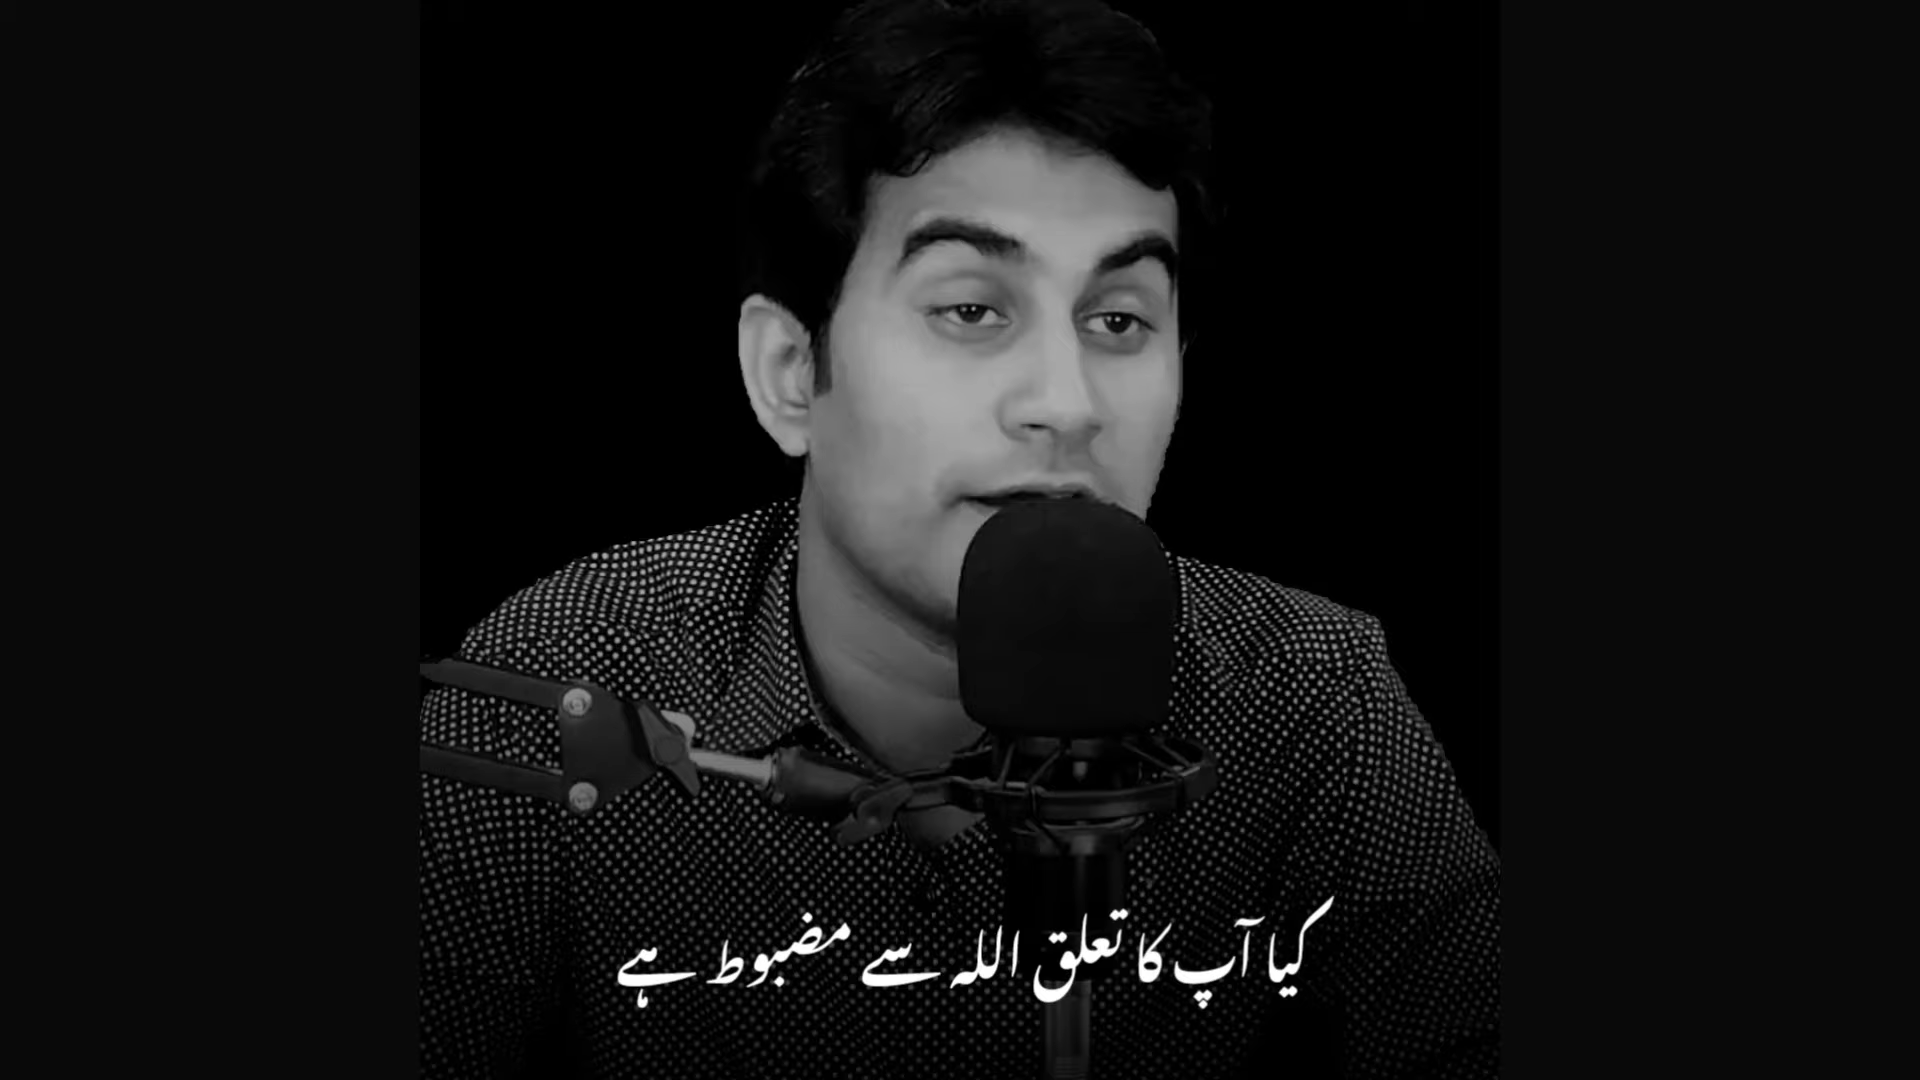 کیا آپ کا تعلق اللہ سے مضبوط ہے